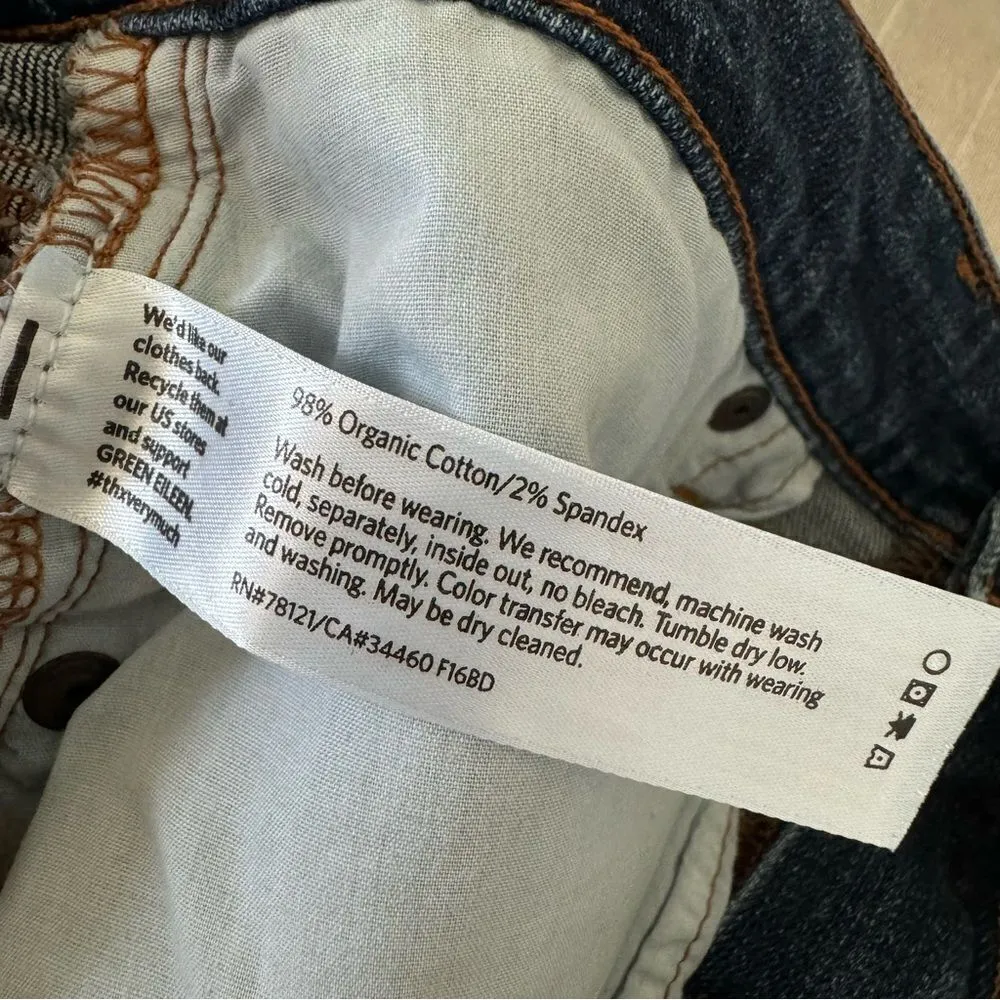 We'd like our
clothes back.
Recycle them at
our US stores
and support
GREEN EILEEN.
#thxverymuch
98% Organic Cotton/2% Spandex
Wash before wearing. We recommend, machine wash
cold, separately, inside out, no bleach. Tumble dry low.
Remove promptly. Color transfer may occur with wearing
and washing. May be dry cleaned.
RN#78121/CA#34460 F16BD